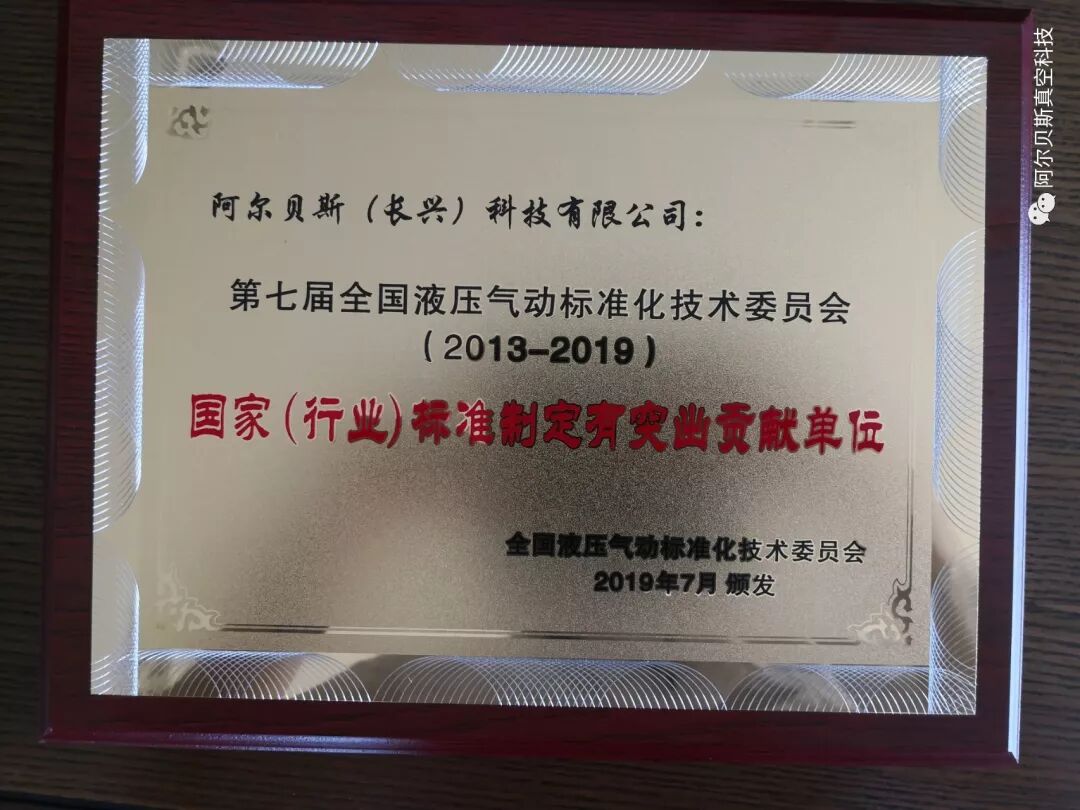 阿尔贝斯（长兴）科技有限公司：
第七届全国液压气动标准化技术委员会
（2013-2019）
国家（行业）标准制定有突出贡献单位
全国液压气动标准化技术委员会
2019年7月 颁发
阿尔贝斯真空科技